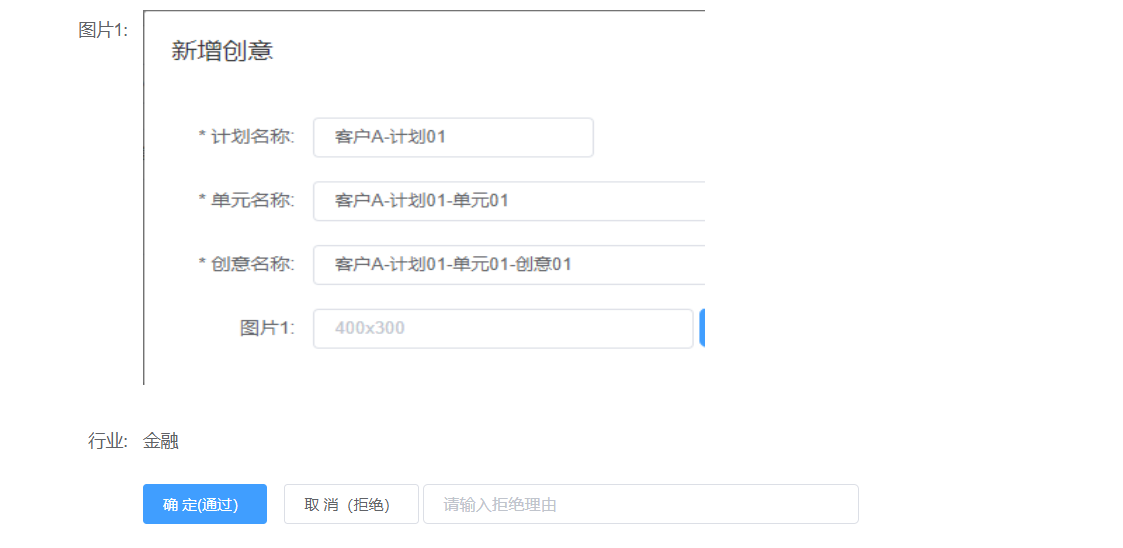 图片1:
新增创意
* 计划名称: 客户A-计划01
* 单元名称: 客户A-计划01-单元01
* 创意名称: 客户A-计划01-单元01-创意01
图片1: 400x300
行业: 金融
确 定(通过) 取 消（拒绝） 请输入拒绝理由